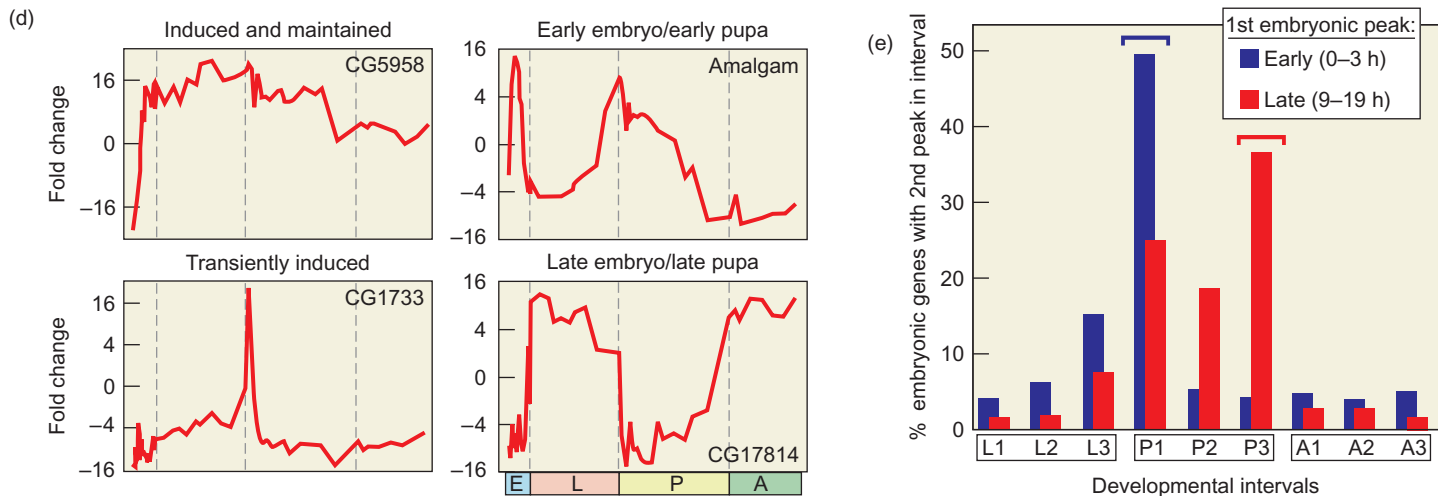 (d)
Induced and maintained
CG5958
Fold change
16
0
–16
Early embryo/early pupa
Amalgam
16
4
0
–4
–16
Transiently induced
CG1733
Fold change
16
4
0
–4
–16
Late embryo/late pupa
CG17814
16
4
0
–4
–16
E L P A
(e)
1st embryonic peak:
Early (0–3 h)
Late (9–19 h)
% embryonic genes with 2nd peak in interval
50
40
30
20
10
0
L1 L2 L3 P1 P2 P3 A1 A2 A3
Developmental intervals